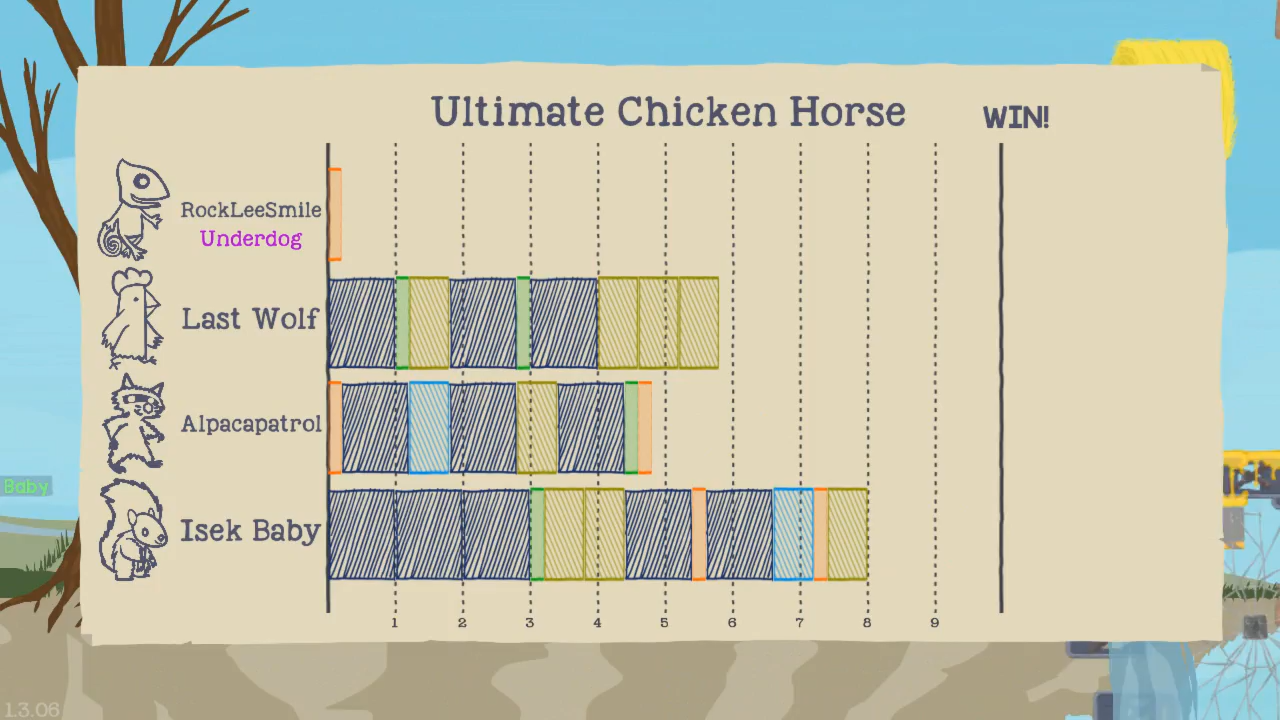 Ultimate Chicken Horse
WIN!
RockLeeSmile
Underdog
Last Wolf
Alpacapatrol
Isek Baby
Baby
1 2 3 4 5 6 7 8 9
1.3.06